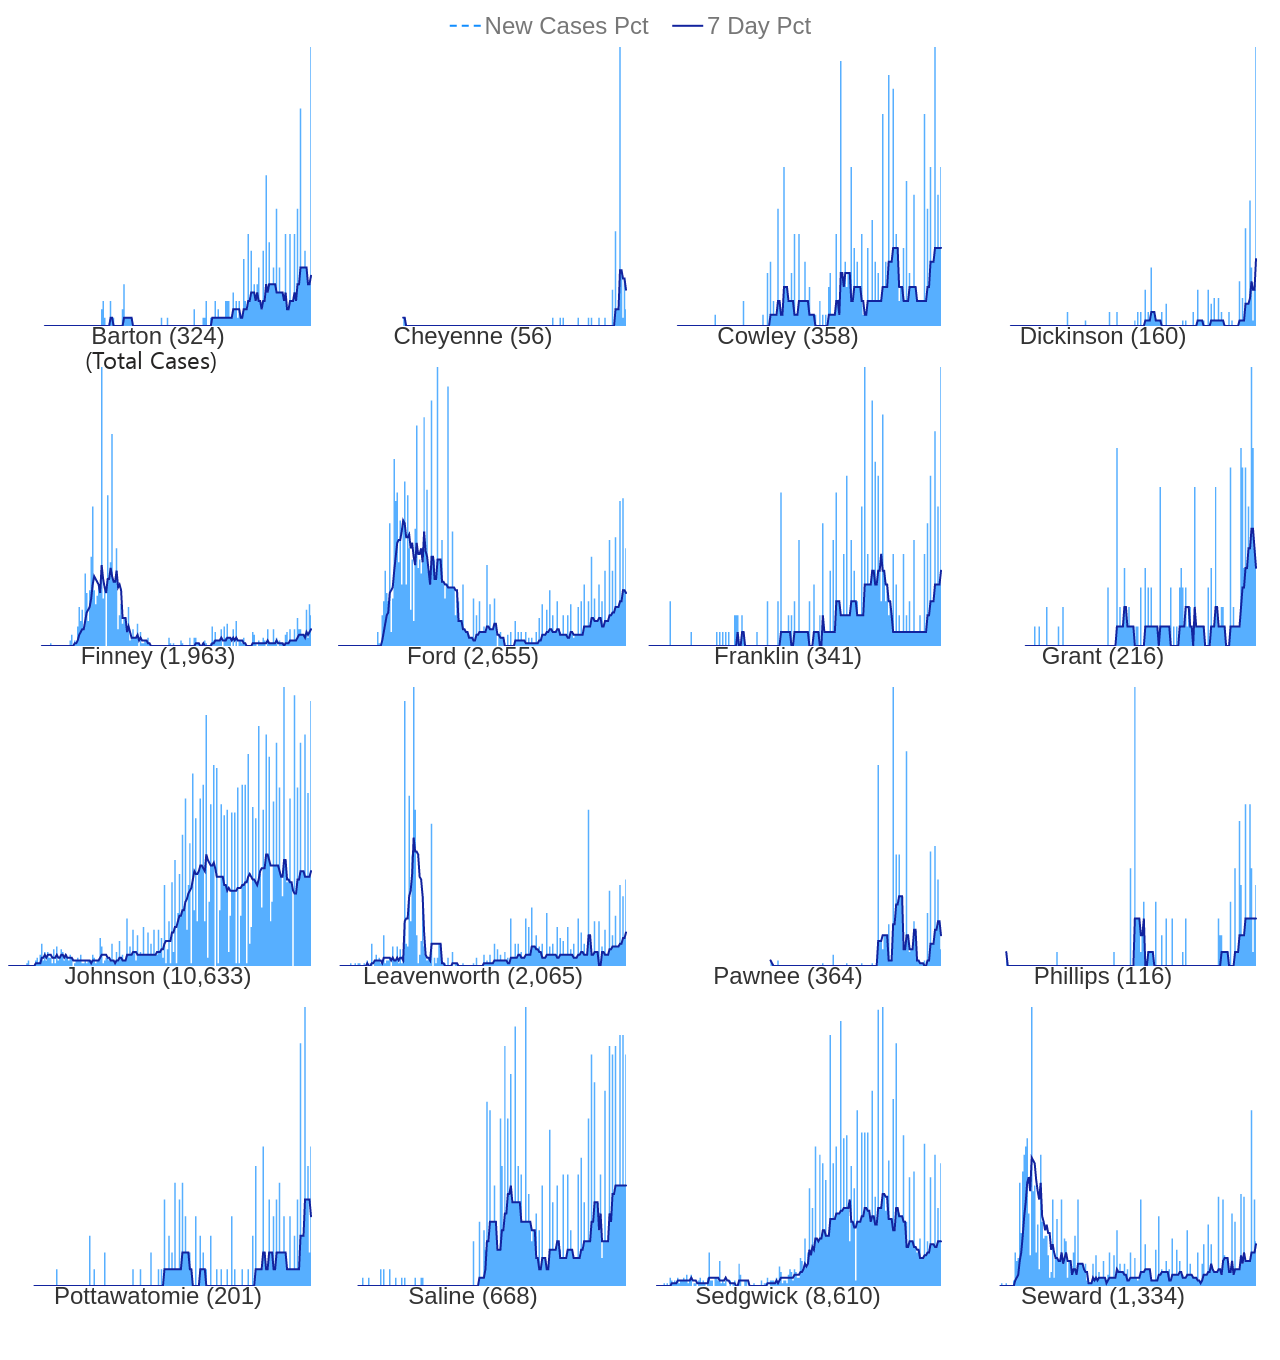 New Cases Pct 7 Day Pct
Barton (324) Cheyenne (56) Cowley (358) Dickinson (160)
(Total Cases)
Finney (1,963) Ford (2,655) Franklin (341) Grant (216)
Johnson (10,633) Leavenworth (2,065) Pawnee (364) Phillips (116)
Pottawatomie (201) Saline (668) Sedgwick (8,610) Seward (1,334)